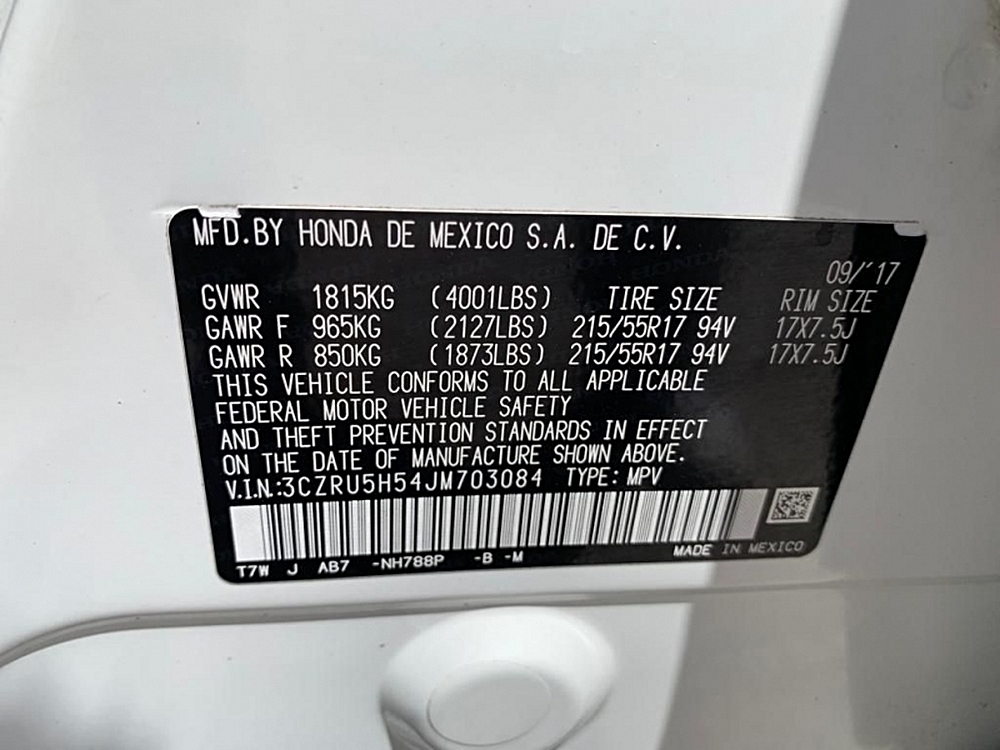 MFD.BY HONDA DE MEXICO S.A. DE C.V.
09/'17
GVWR 1815KG (4001LBS) TIRE SIZE RIM SIZE
GAWR F 965KG (2127LBS) 215/55R17 94V 17X7.5J
GAWR R 850KG (1873LBS) 215/55R17 94V 17X7.5J
THIS VEHICLE CONFORMS TO ALL APPLICABLE
FEDERAL MOTOR VEHICLE SAFETY
AND THEFT PREVENTION STANDARDS IN EFFECT
ON THE DATE OF MANUFACTURE SHOWN ABOVE.
V.I.N.:3CZRU5H54JM703084 TYPE: MPV
T7W J AB7 -NH788P -B -M MADE IN MEXICO